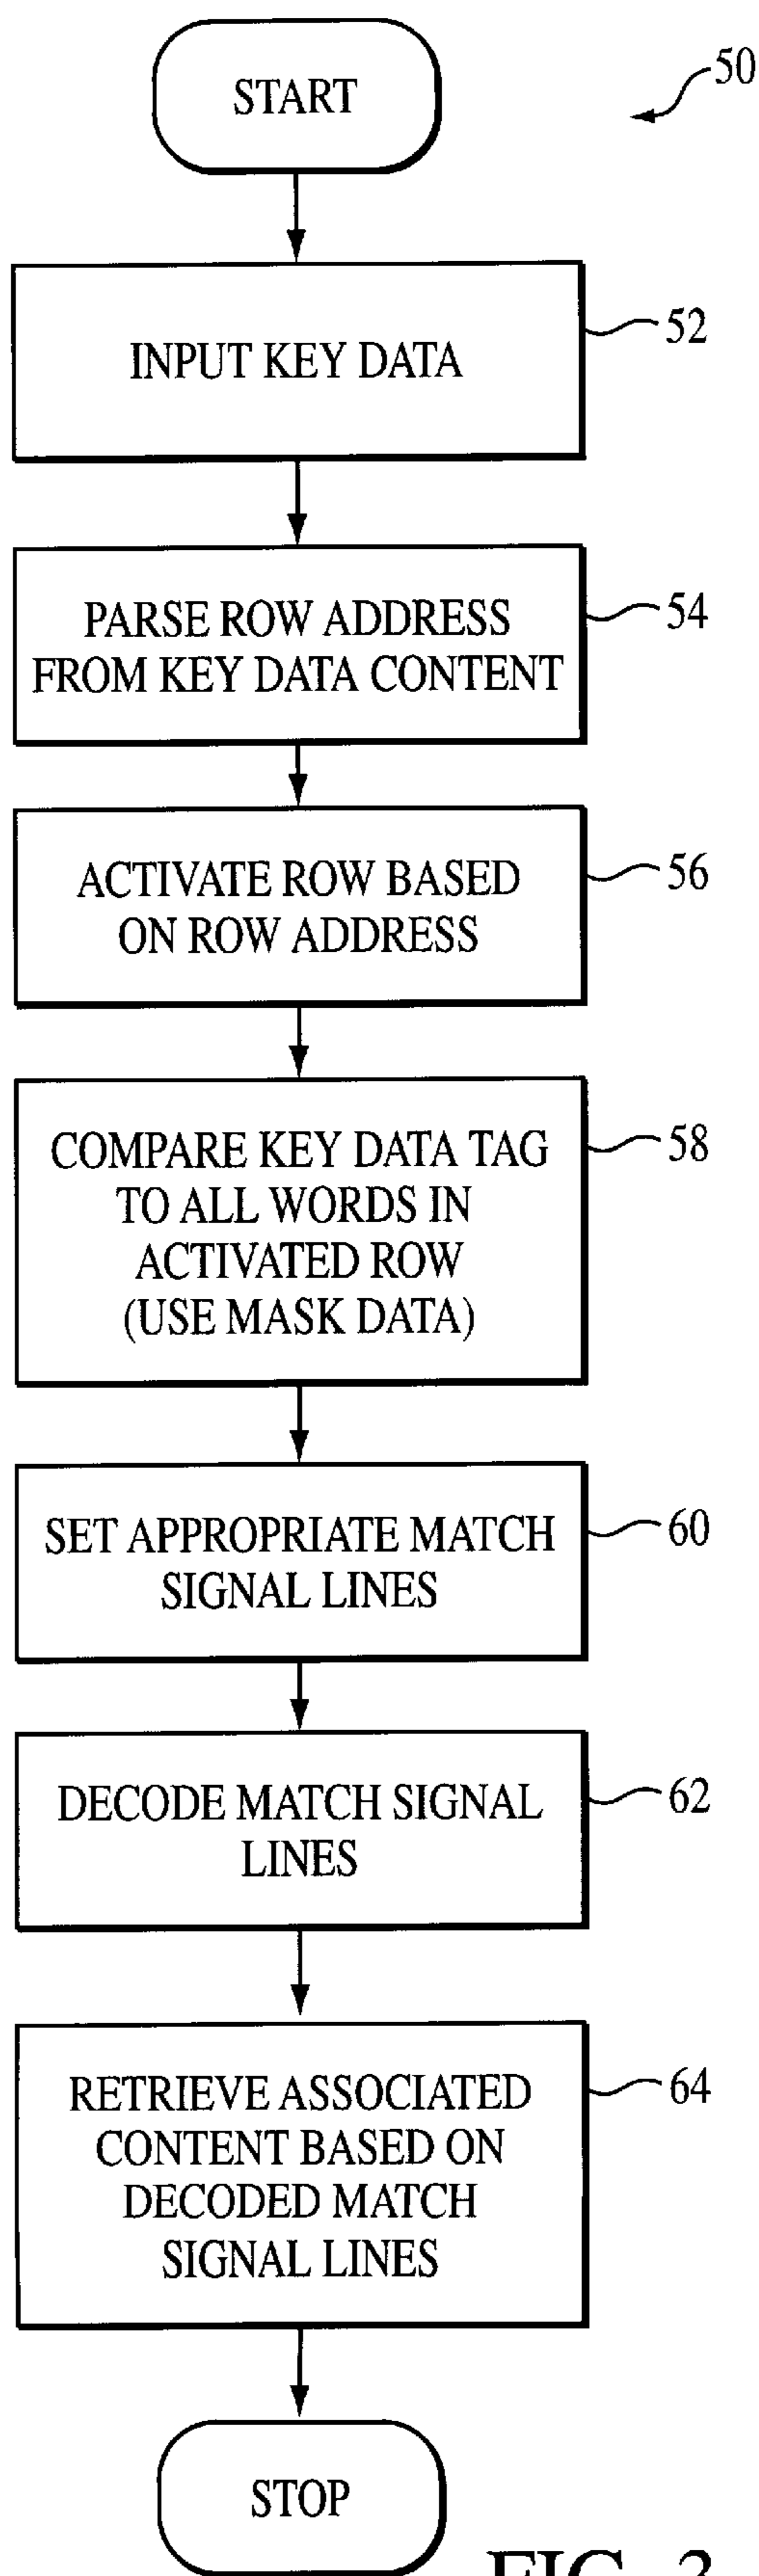 START
50
INPUT KEY DATA
52
PARSE ROW ADDRESS
FROM KEY DATA CONTENT
54
ACTIVATE ROW BASED
ON ROW ADDRESS
56
COMPARE KEY DATA TAG
TO ALL WORDS IN
ACTIVATED ROW
(USE MASK DATA)
58
SET APPROPRIATE MATCH
SIGNAL LINES
60
DECODE MATCH SIGNAL
LINES
62
RETRIEVE ASSOCIATED
CONTENT BASED ON
DECODED MATCH
SIGNAL LINES
64
STOP
FIG.